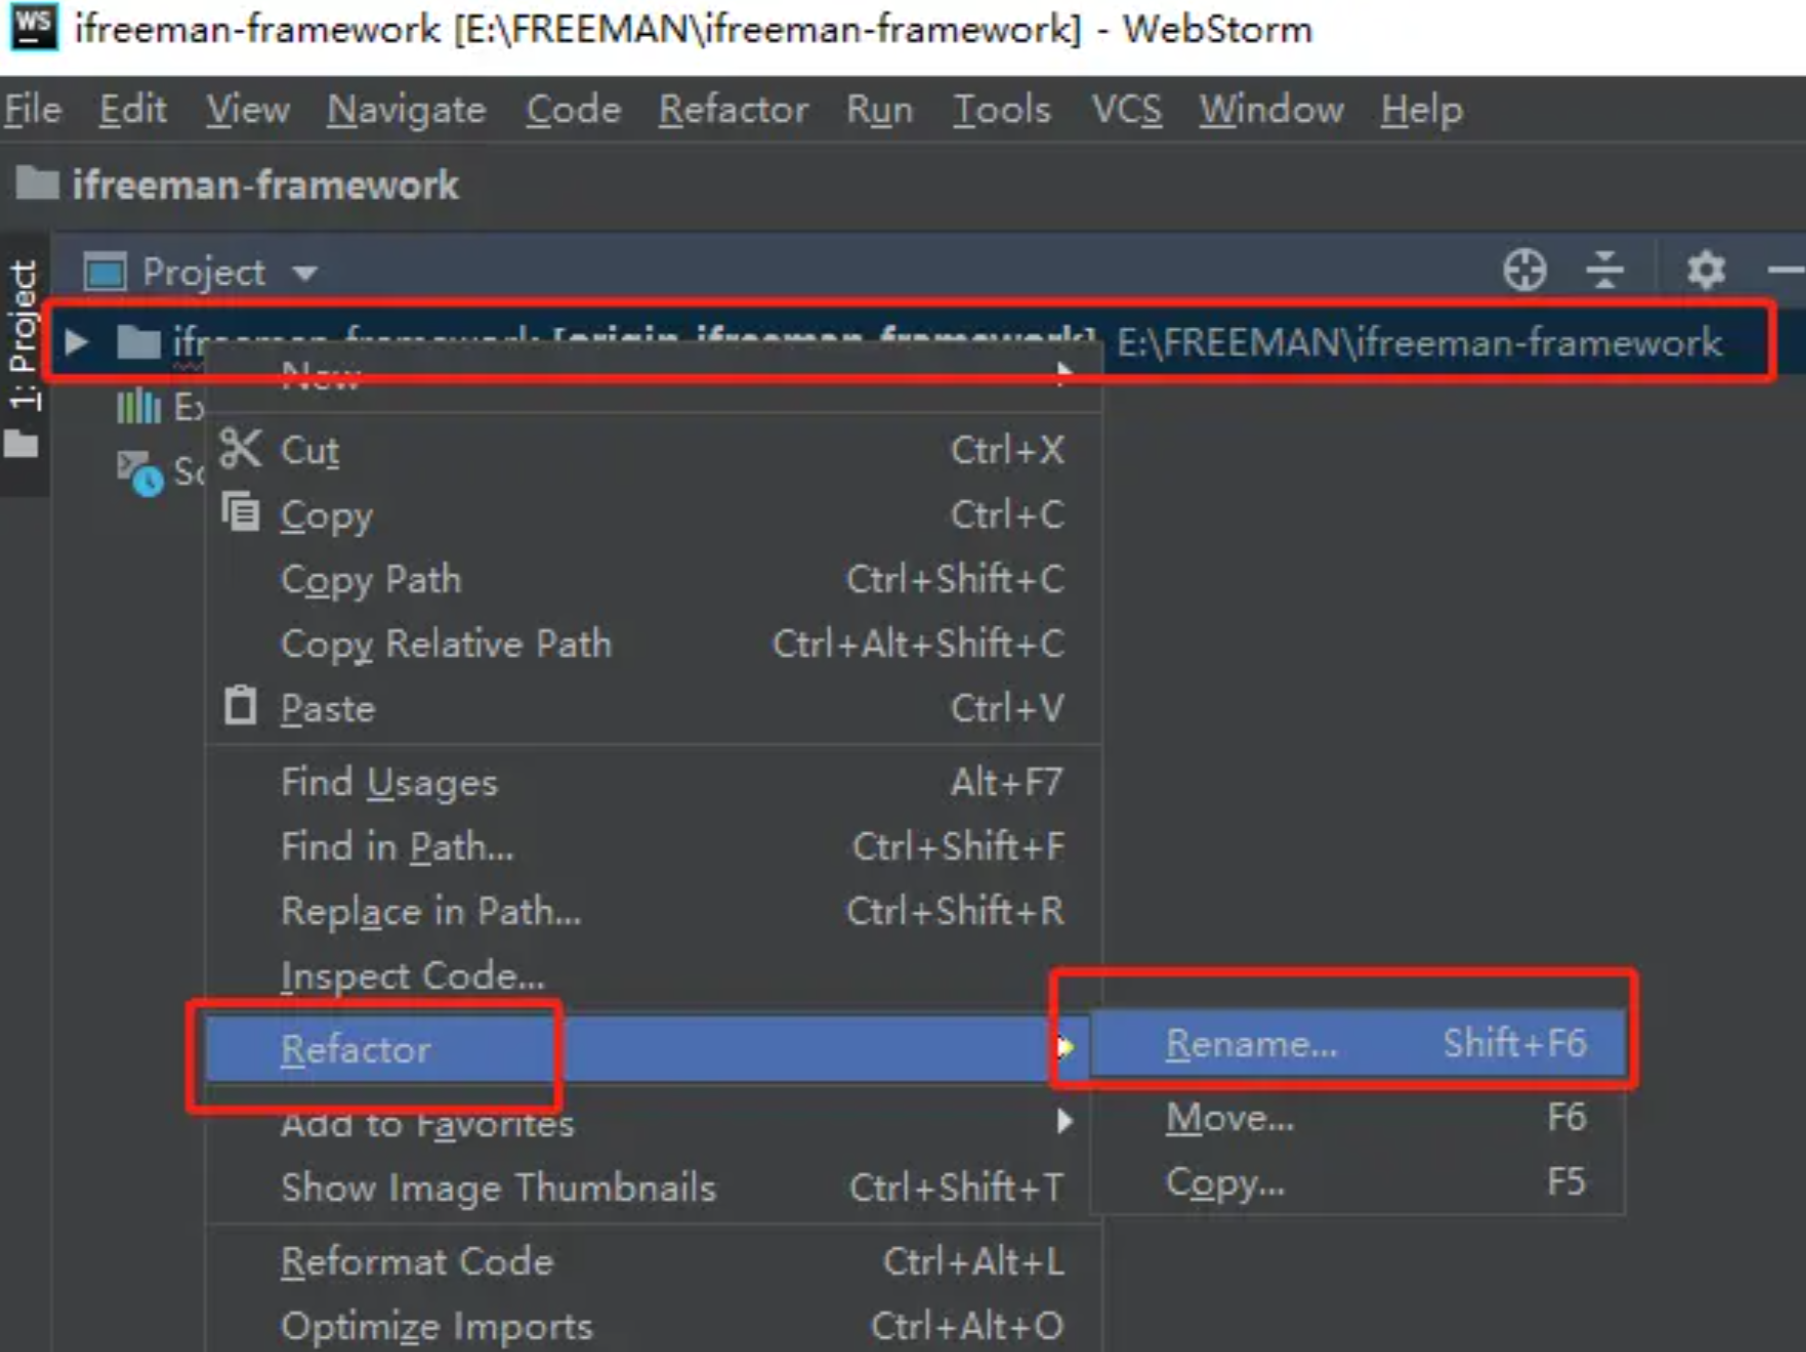 WS
ifreeman-framework [E:\FREEMAN\ifreeman-framework] - WebStorm
File Edit View Navigate Code Refactor Run Tools VCS Window Help
ifreeman-framework
1: Project
Project
ifreeman-framework [origin-ifreeman-framework] E:\FREEMAN\ifreeman-framework
New
Ex
Sc
Cut Ctrl+X
Copy Ctrl+C
Copy Path Ctrl+Shift+C
Copy Relative Path Ctrl+Alt+Shift+C
Paste Ctrl+V
Find Usages Alt+F7
Find in Path... Ctrl+Shift+F
Replace in Path... Ctrl+Shift+R
Inspect Code...
Refactor
Rename... Shift+F6
Add to Favorites
Move... F6
Show Image Thumbnails Ctrl+Shift+T
Copy... F5
Reformat Code Ctrl+Alt+L
Optimize Imports Ctrl+Alt+O